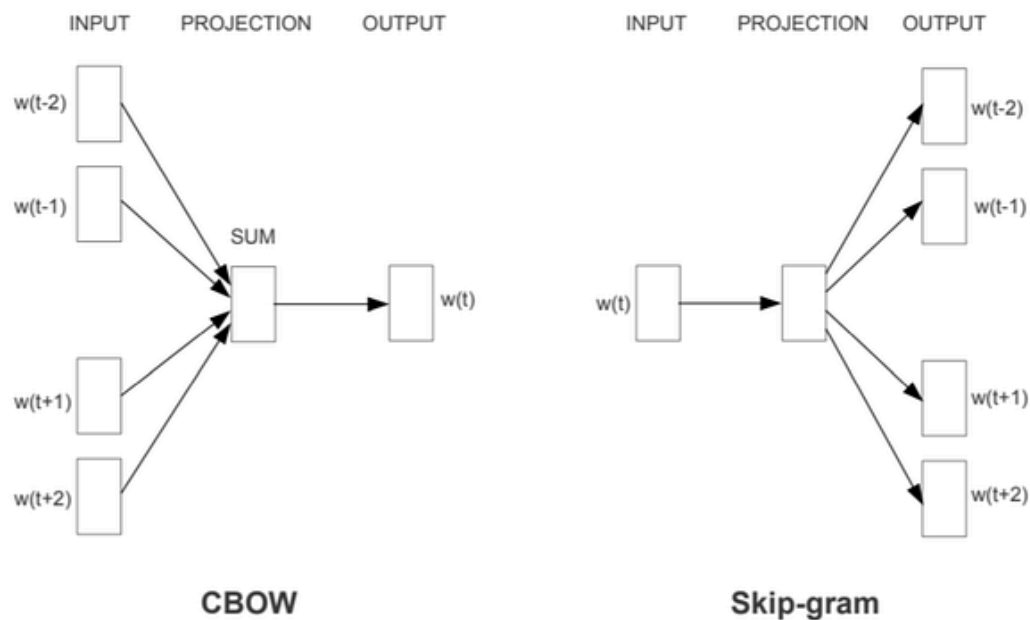 INPUT PROJECTION OUTPUT
w(t-2)
w(t-1)
SUM
w(t)
w(t+1)
w(t+2)
CBOW
INPUT PROJECTION OUTPUT
w(t-2)
w(t-1)
w(t)
w(t+1)
w(t+2)
Skip-gram